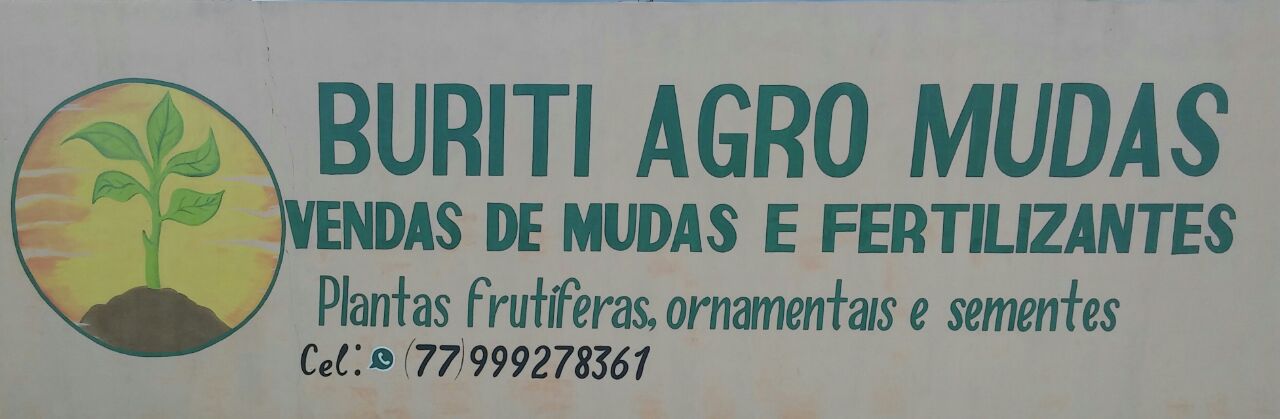 BURITI AGRO MUDAS
VENDAS DE MUDAS E FERTILIZANTES
Plantas frutíferas, ornamentais e sementes
Cel: (77)999278361